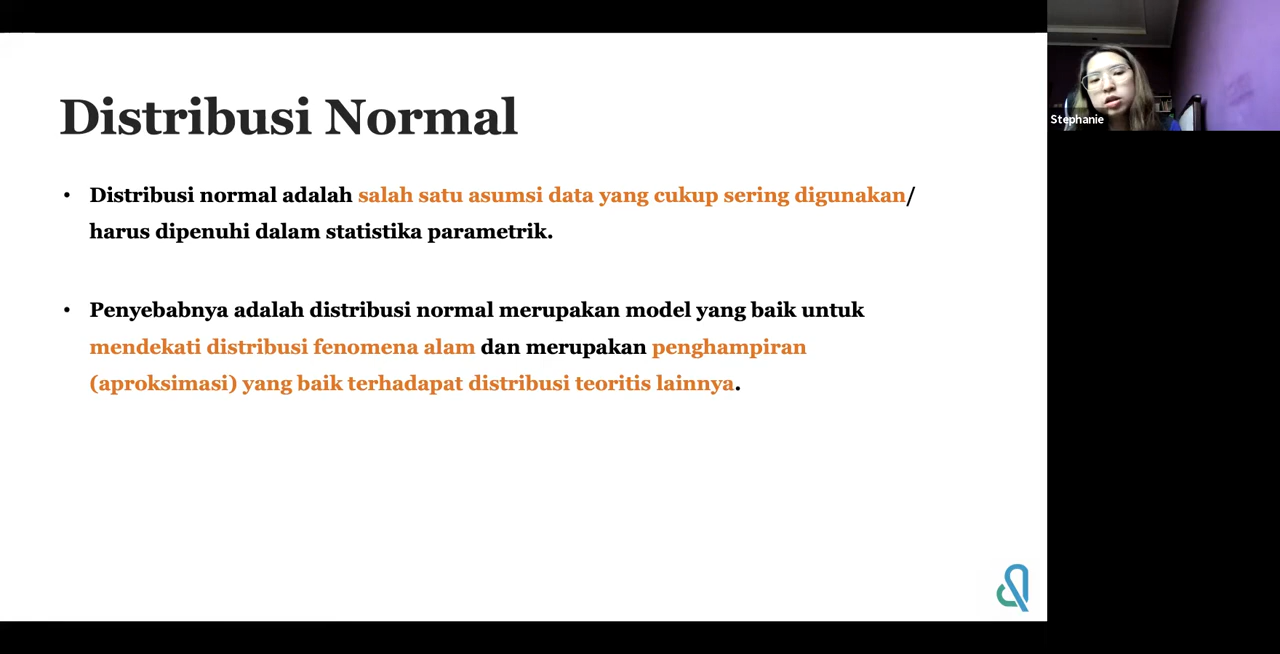 Distribusi Normal
• Distribusi normal adalah salah satu asumsi data yang cukup sering digunakan/
harus dipenuhi dalam statistika parametrik.
• Penyebabnya adalah distribusi normal merupakan model yang baik untuk
mendekati distribusi fenomena alam dan merupakan penghampiran
(aproksimasi) yang baik terhadapat distribusi teoritis lainnya.
Stephanie